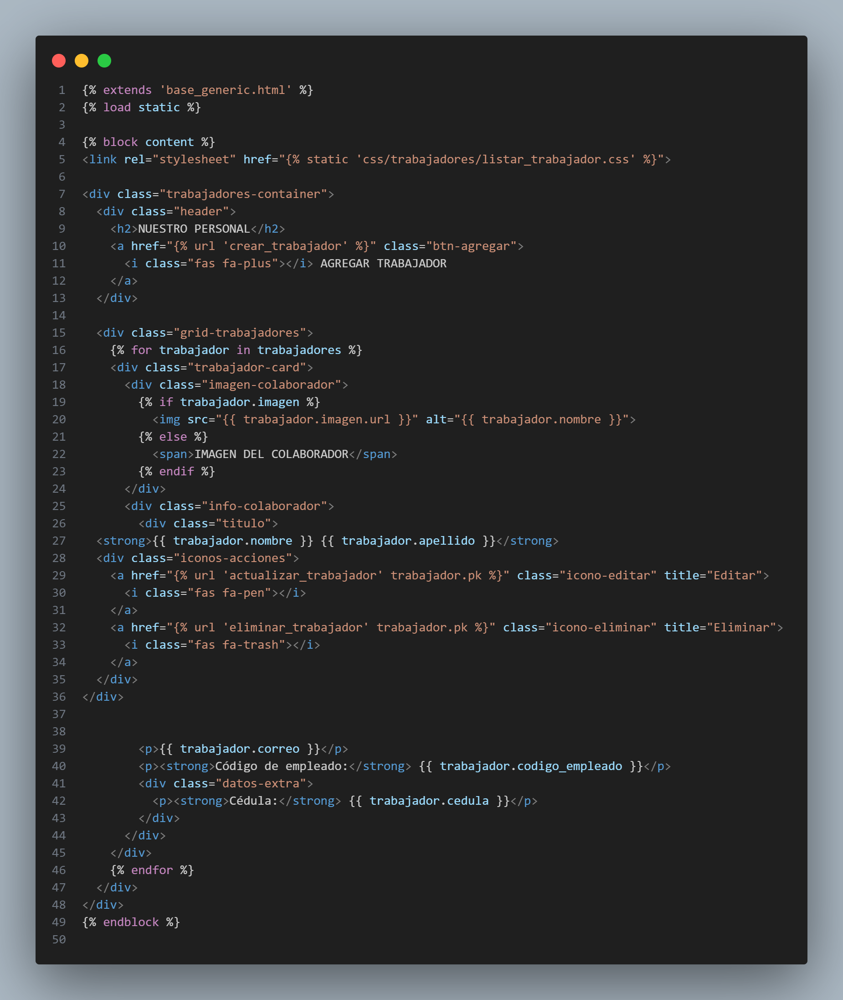 1 {% extends 'base_generic.html' %}
2 {% load static %}
3
4 {% block content %}
5 <link rel="stylesheet" href="{% static 'css/trabajadores/listar_trabajador.css' %}">
6
7 <div class="trabajadores-container">
8   <div class="header">
9     <h2>NUESTRO PERSONAL</h2>
10     <a href="{% url 'crear_trabajador' %}" class="btn-agregar">
11       <i class="fas fa-plus"></i> AGREGAR TRABAJADOR
12     </a>
13   </div>
14
15   <div class="grid-trabajadores">
16     {% for trabajador in trabajadores %}
17     <div class="trabajador-card">
18       <div class="imagen-colaborador">
19         {% if trabajador.imagen %}
20           <img src="{{ trabajador.imagen.url }}" alt="{{ trabajador.nombre }}">
21         {% else %}
22           <span>IMAGEN DEL COLABORADOR</span>
23         {% endif %}
24       </div>
25       <div class="info-colaborador">
26         <div class="titulo">
27   <strong>{{ trabajador.nombre }} {{ trabajador.apellido }}</strong>
28   <div class="iconos-acciones">
29     <a href="{% url 'actualizar_trabajador' trabajador.pk %}" class="icono-editar" title="Editar">
30       <i class="fas fa-pen"></i>
31     </a>
32     <a href="{% url 'eliminar_trabajador' trabajador.pk %}" class="icono-eliminar" title="Eliminar">
33       <i class="fas fa-trash"></i>
34     </a>
35   </div>
36 </div>
37
38
39         <p>{{ trabajador.correo }}</p>
40         <p><strong>Código de empleado:</strong> {{ trabajador.codigo_empleado }}</p>
41         <div class="datos-extra">
42           <p><strong>Cédula:</strong> {{ trabajador.cedula }}</p>
43         </div>
44       </div>
45     </div>
46     {% endfor %}
47   </div>
48 </div>
49 {% endblock %}
50